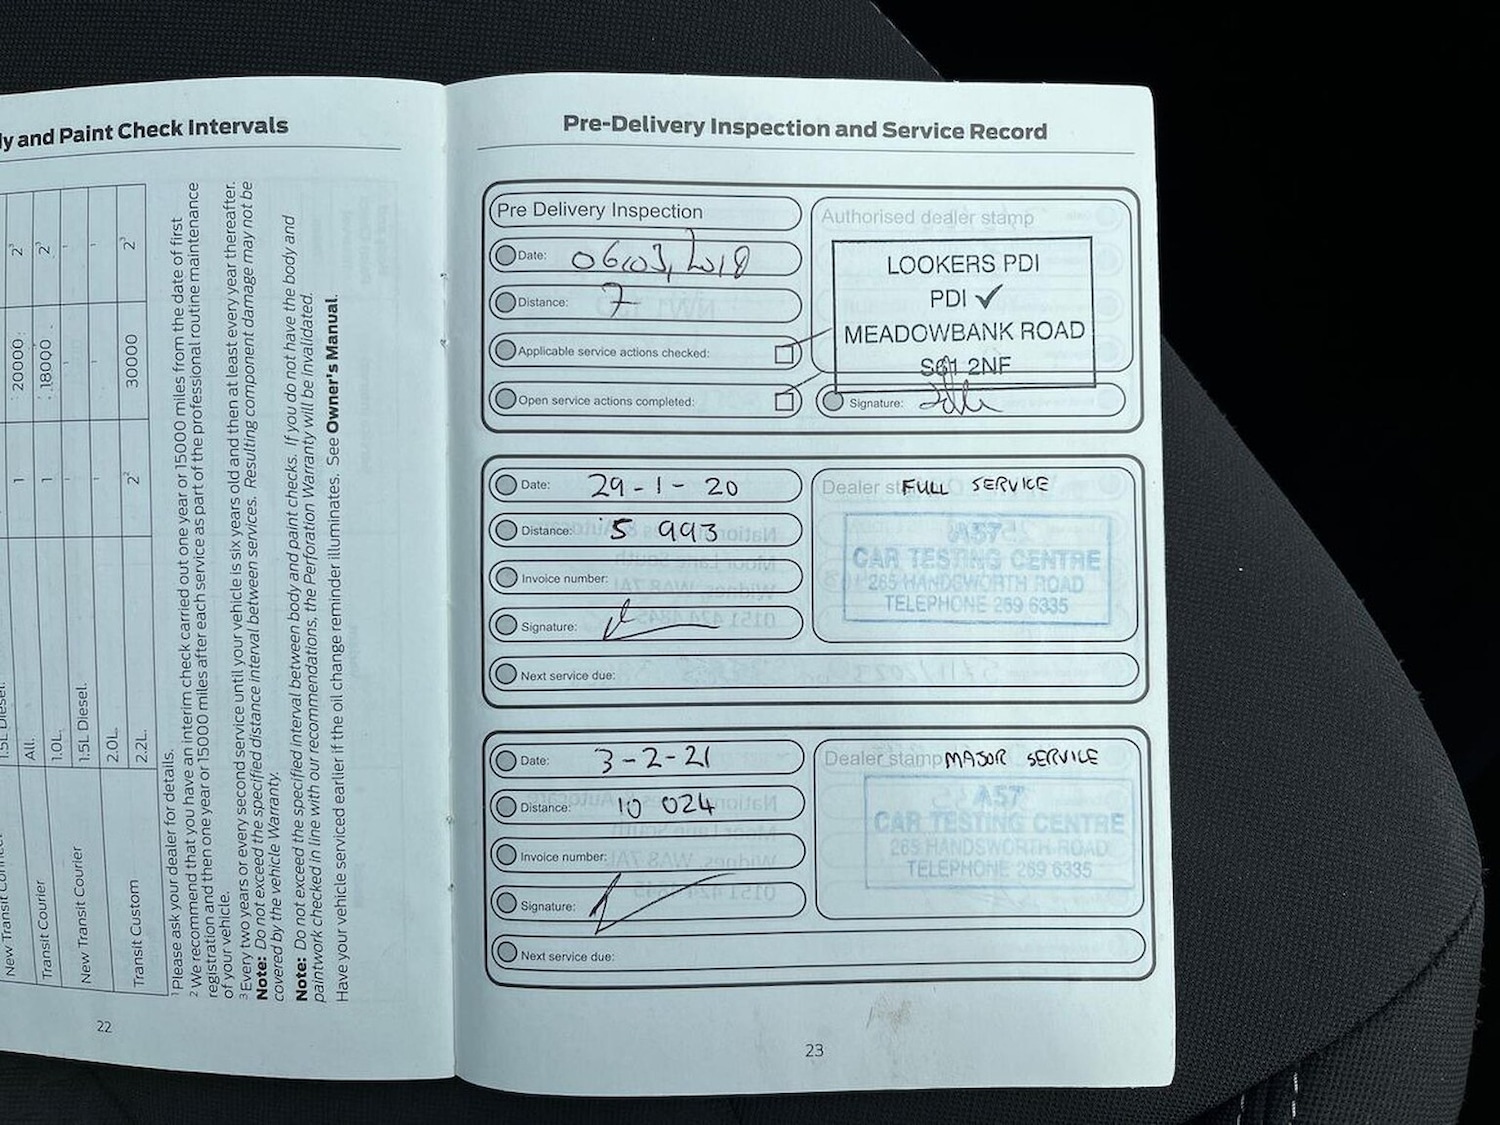 ly and Paint Check Intervals
1.5L Diesel.
New Transit Connect
All.
20000
1
2³
Transit Courier
1.0L.
18000
1
2³
New Transit Courier
1.5L Diesel.
-
-
-
2.0L.
-
-
-
Transit Custom
2.2L.
2²
30000
2³
¹ Please ask your dealer for details.
² We recommend that you have an interim check carried out one year or 15000 miles from the date of first
registration and then one year or 15000 miles after each service as part of the professional routine maintenance
of your vehicle.
³ Every two years or every second service until your vehicle is six years old and then at least every year thereafter.
Note: Do not exceed the specified distance interval between services. Resulting component damage may not be
covered by the vehicle Warranty.
Note: Do not exceed the specified interval between body and paint checks. If you do not have the body and
paintwork checked in line with our recommendations, the Perforation Warranty will be invalidated.
Have your vehicle serviced earlier if the oil change reminder illuminates. See Owner's Manual.
22
Pre-Delivery Inspection and Service Record
Pre Delivery Inspection
Date: 06,03,2018
Distance: 7
Applicable service actions checked:
Open service actions completed:
Authorised dealer stamp
LOOKERS PDI
PDI ✓
MEADOWBANK ROAD
S61 2NF
Signature:
Date: 29-1-20
Distance: 5 993
Invoice number:
Signature:
Next service due:
Dealer stamp FULL SERVICE
A57
CAR TESTING CENTRE
265 HANDSWORTH ROAD
TELEPHONE 269 6335
Date: 3-2-21
Distance: 10 024
Invoice number:
Signature:
Next service due:
Dealer stamp MAJOR SERVICE
A57
CAR TESTING CENTRE
265 HANDSWORTH ROAD
TELEPHONE 269 6335
23